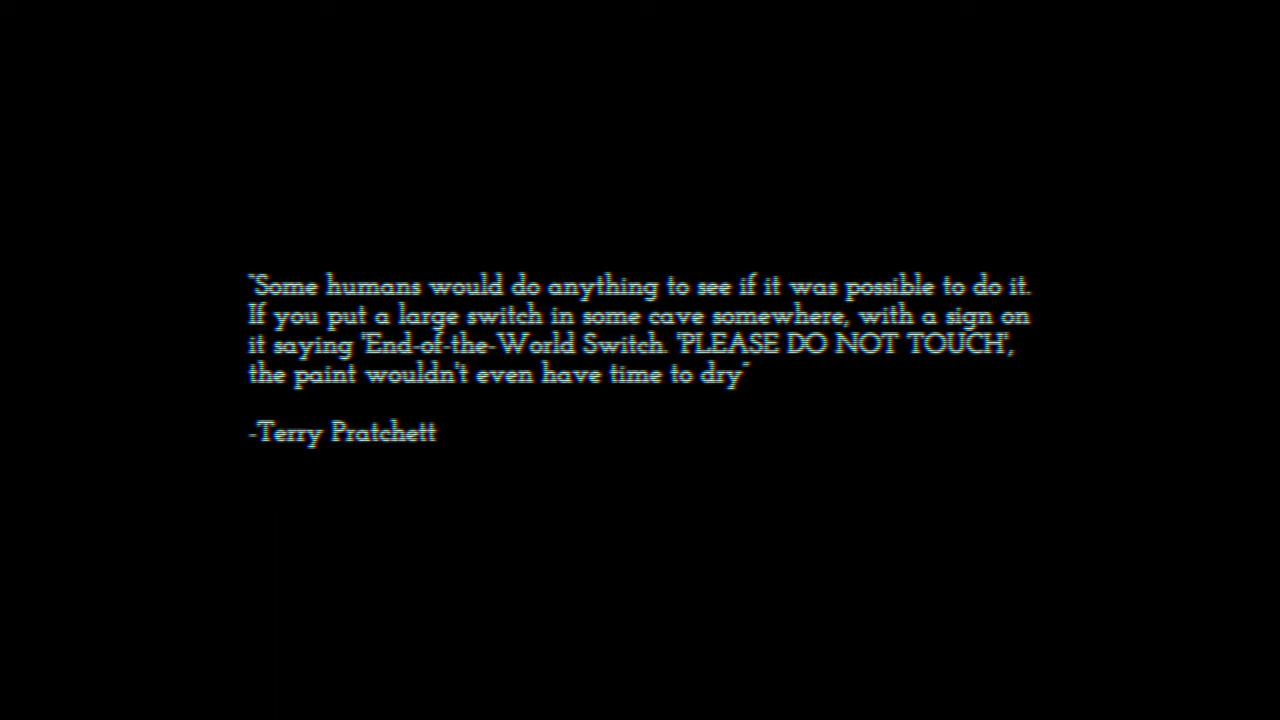 "Some humans would do anything to see if it was possible to do it.
If you put a large switch in some cave somewhere, with a sign on
it saying 'End-of-the-World Switch. 'PLEASE DO NOT TOUCH',
the paint wouldn't even have time to dry"
-Terry Pratchett